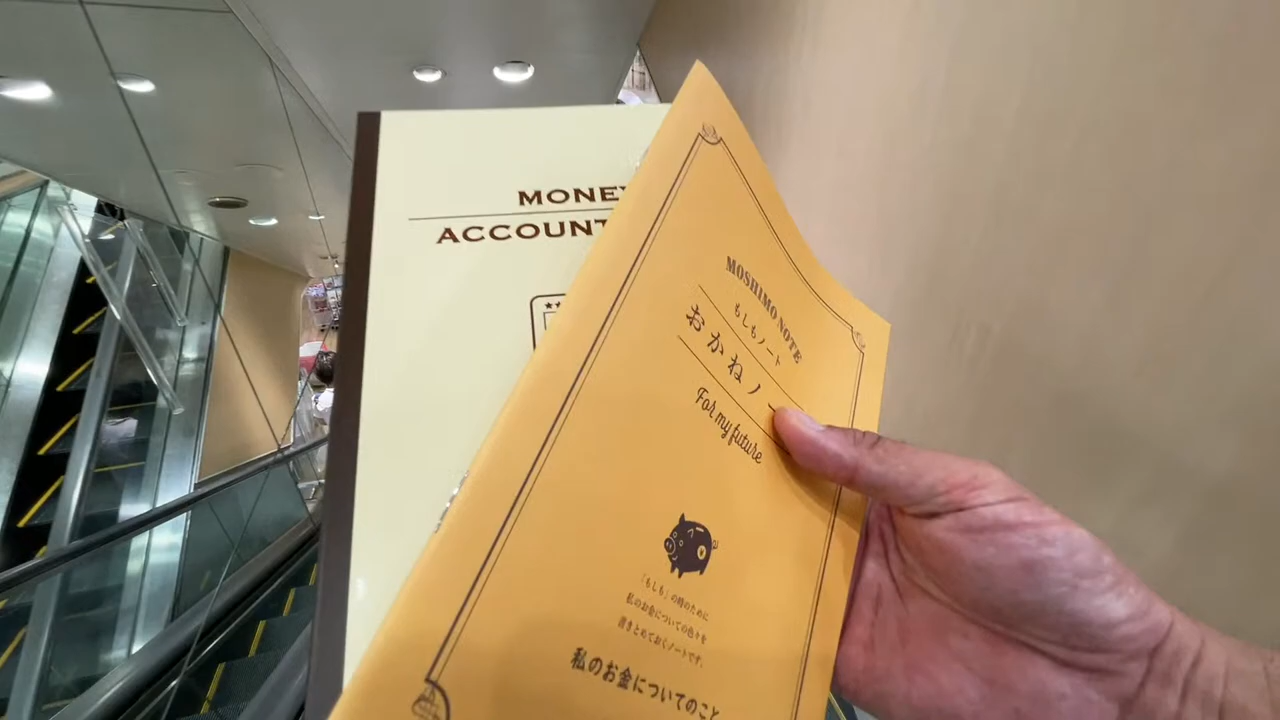 MONEY
ACCOUNT
MOSHIMO NOTE
もしもノート
おかねノー
For my future
「もしも」の時のために
私のお金についての色々を
書きとめておくノートです。
私のお金についてのこと